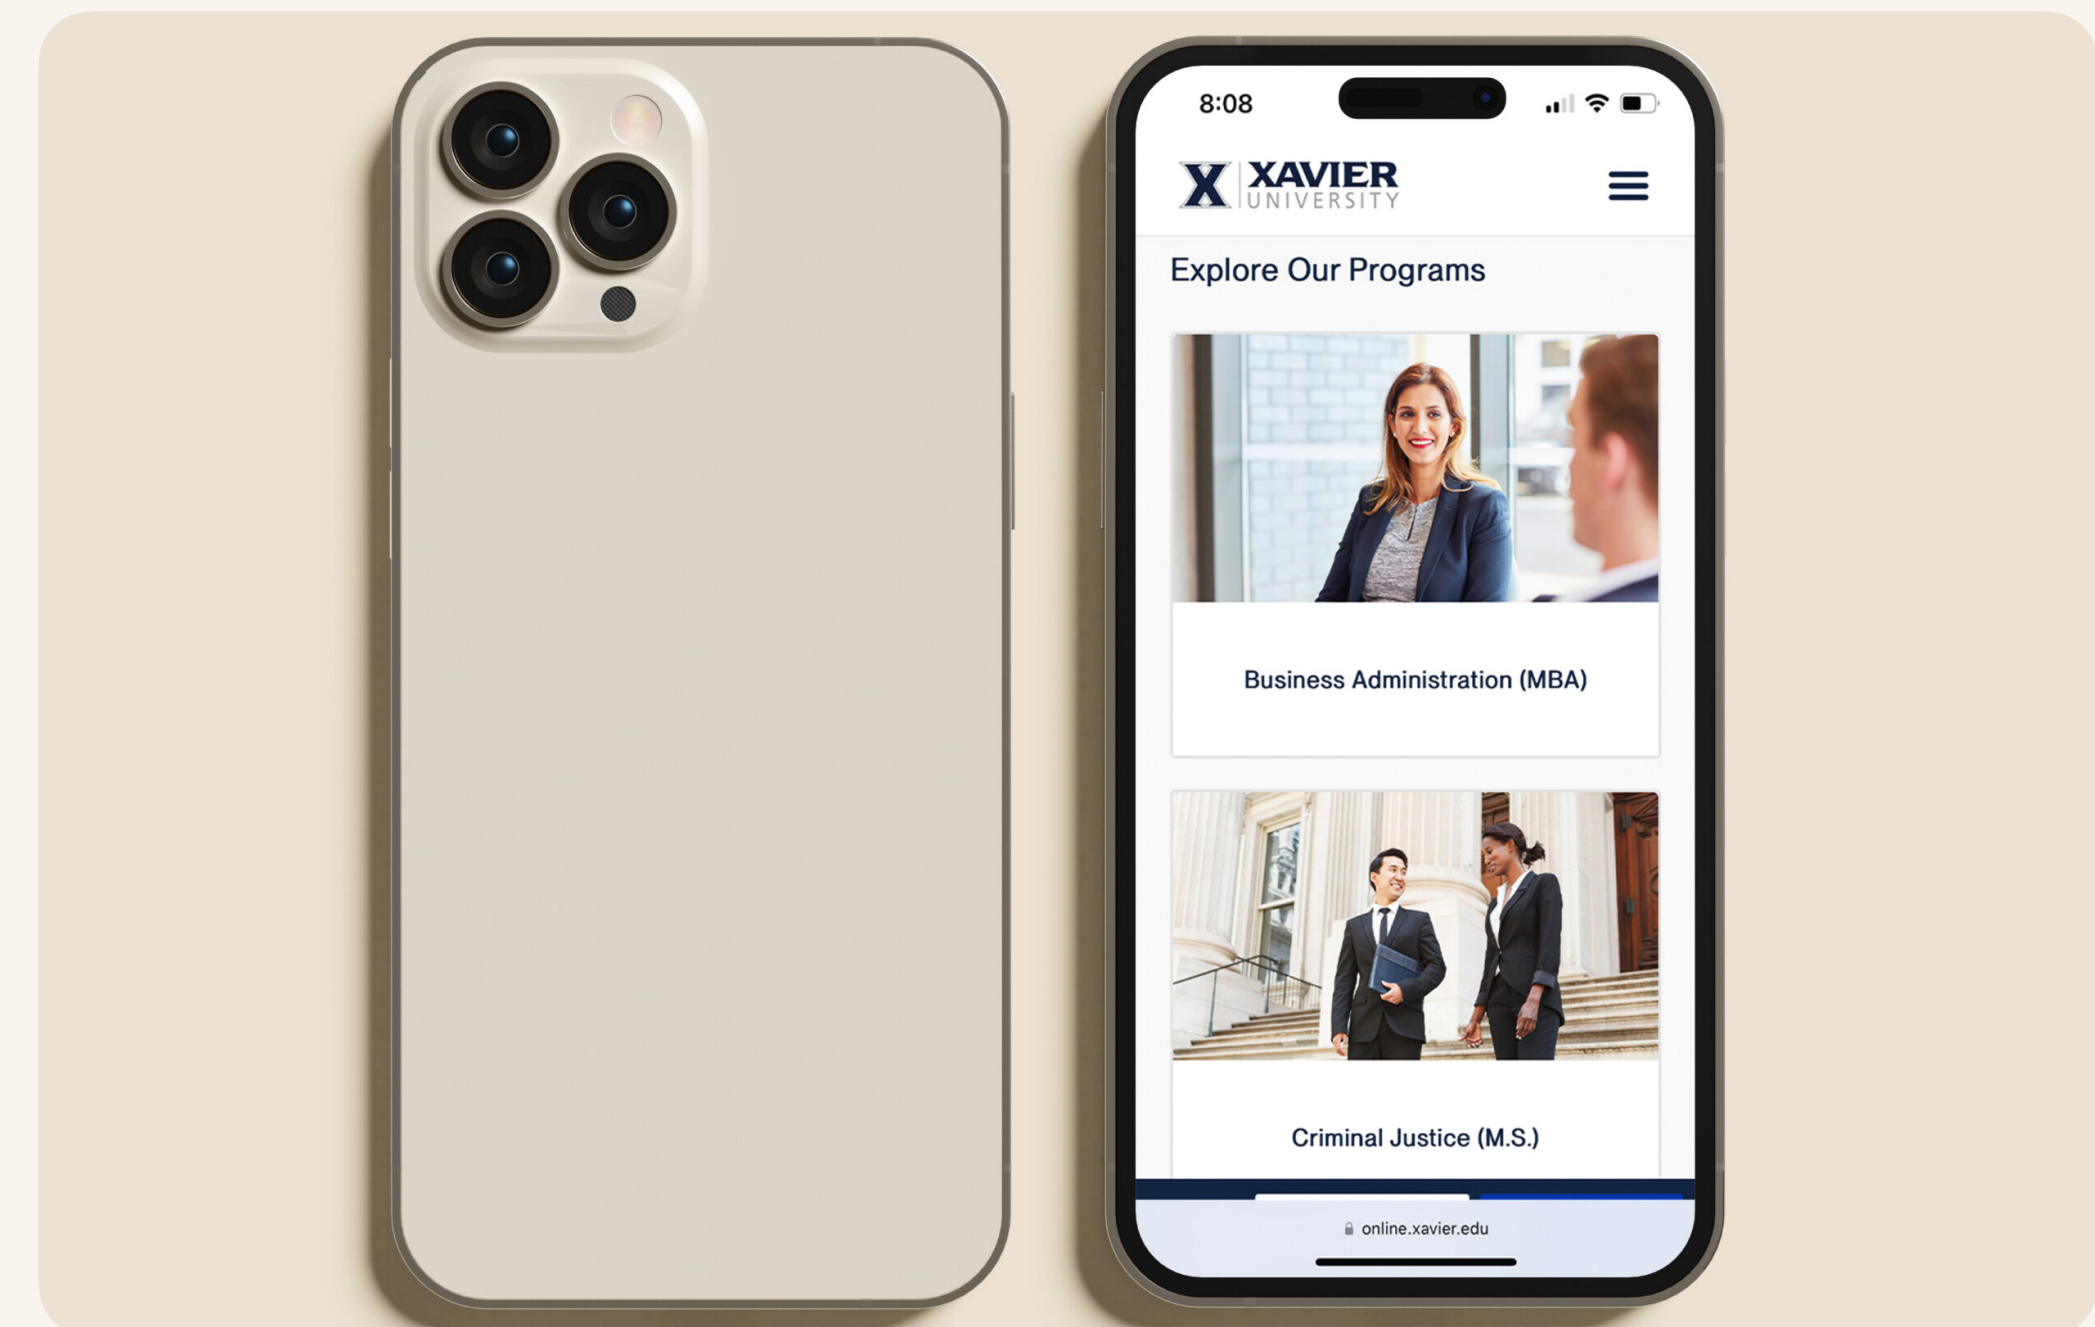 8:08
X XAVIER
UNIVERSITY
Explore Our Programs
Business Administration (MBA)
Criminal Justice (M.S.)
online.xavier.edu